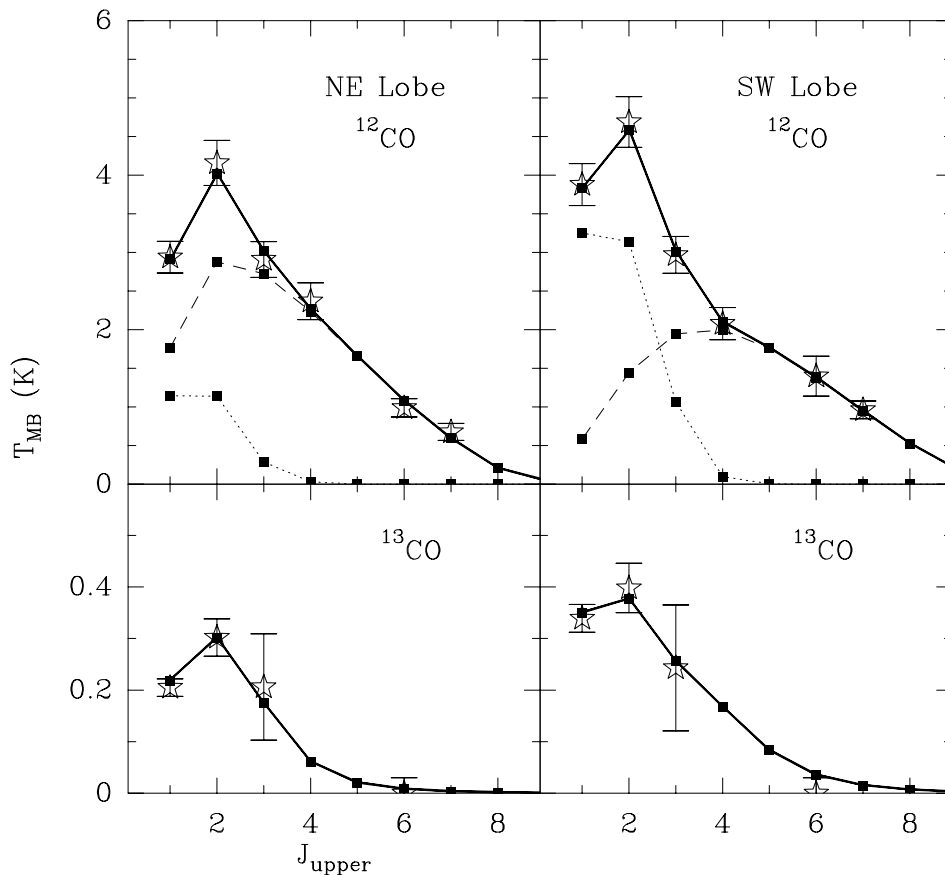 6
NE Lobe
SW Lobe
¹²CO
¹²CO
4
T_MB (K)
2
0
¹³CO
¹³CO
0.4
0.2
0
2 4 6 8
2 4 6 8
J_upper